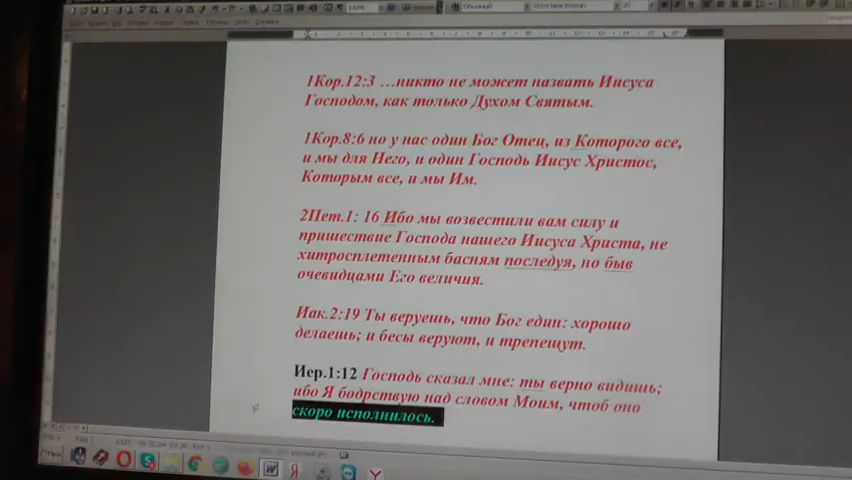 1Кор.12:3 …никто не может назвать Иисуса
Господом, как только Духом Святым.
1Кор.8:6 но у нас один Бог Отец, из Которого все,
и мы для Него, и один Господь Иисус Христос,
Которым все, и мы Им.
2Пет.1: 16 Ибо мы возвестили вам силу и
пришествие Господа нашего Иисуса Христа, не
хитросплетенным басням последуя, но быв
очевидцами Его величия.
Иак.2:19 Ты веруешь, что Бог един: хорошо
делаешь; и бесы веруют, и трепещут.
Иер.1:12 Господь сказал мне: ты верно видишь;
ибо Я бодрствую над словом Моим, чтоб оно
скоро исполнилось.